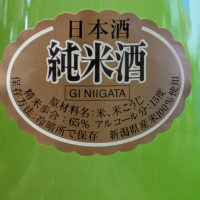 日本酒
純米酒
GI NIIGATA
原材料名：米、米こうじ
精米歩合：65％ アルコール分：15度
保存方法：冷暗所で保存 新潟県産米100％使用